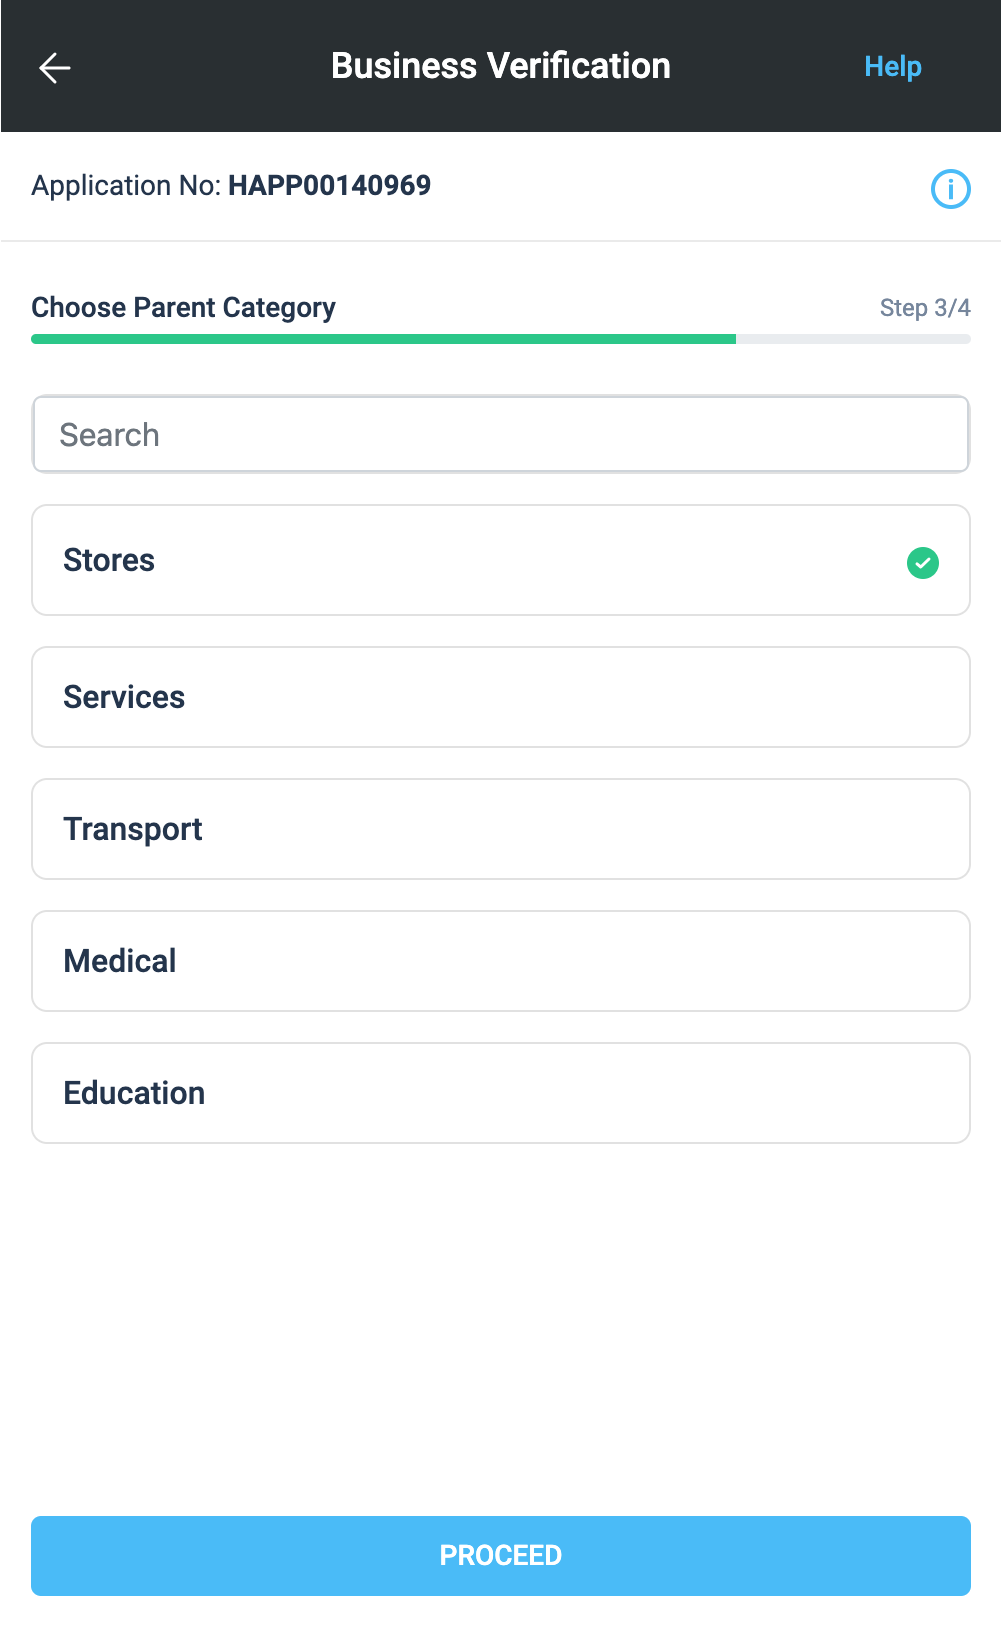 Business Verification
Help
Application No: HAPP00140969
Choose Parent Category
Step 3/4
Search
Stores
Services
Transport
Medical
Education
PROCEED